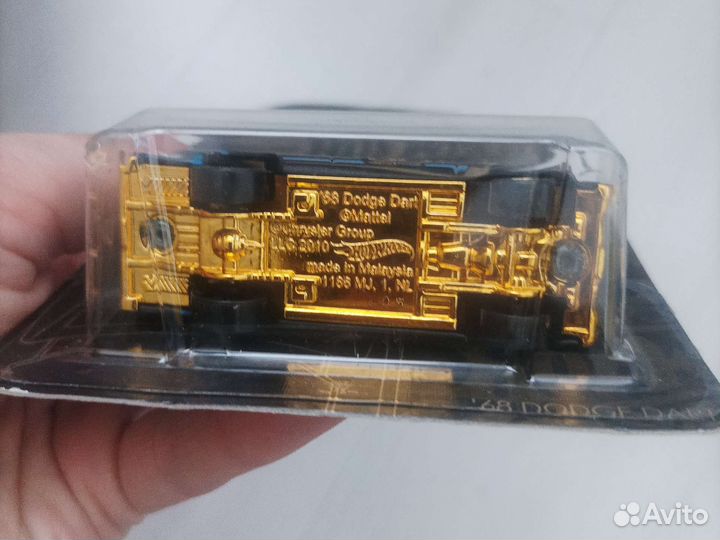 '68 Dodge Dart
©Mattel
©Chrysler Group
LLC 2010 Hot Wheels
made in Malaysia
1186 MJ, 1, NL
'68 DODGE DART
Avito